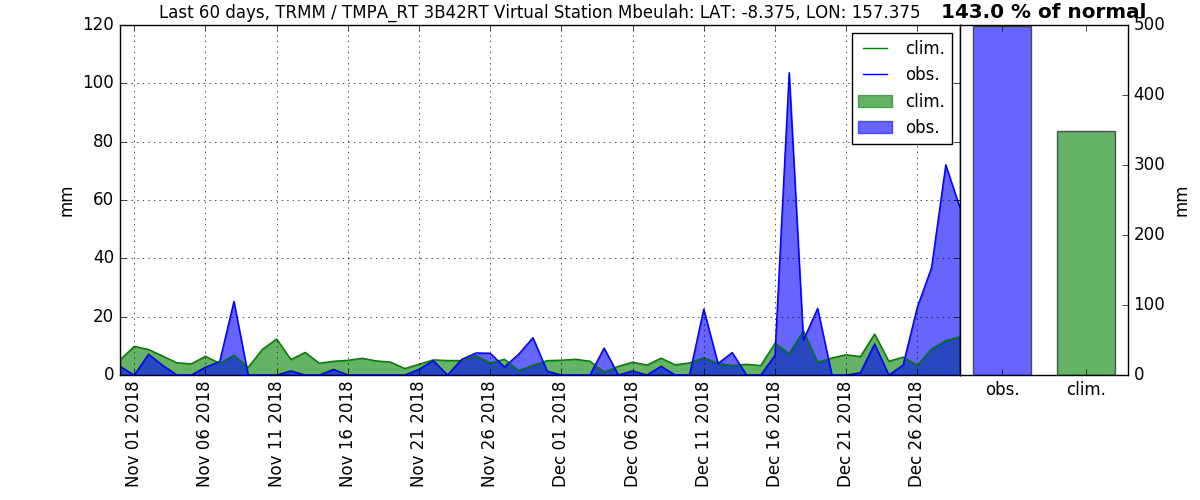 Last 60 days, TRMM / TMPA_RT 3B42RT Virtual Station Mbeulah: LAT: -8.375, LON: 157.375
143.0 % of normal
120
100
80
60
40
20
0
mm
clim.
obs.
clim.
obs.
500
400
300
200
100
0
mm
obs.
clim.
Nov 01 2018
Nov 06 2018
Nov 11 2018
Nov 16 2018
Nov 21 2018
Nov 26 2018
Dec 01 2018
Dec 06 2018
Dec 11 2018
Dec 16 2018
Dec 21 2018
Dec 26 2018